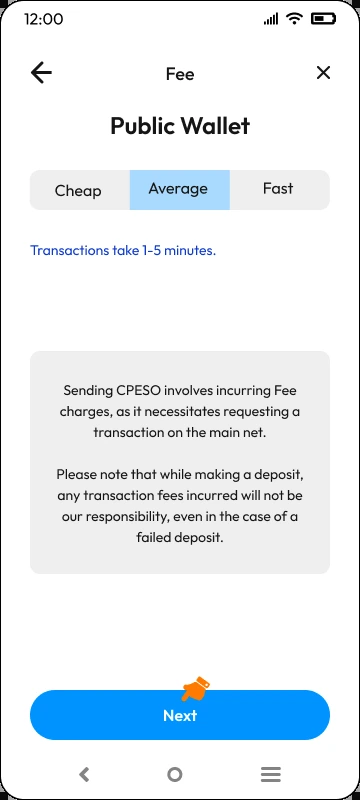 12:00
Fee
Public Wallet
Cheap
Average
Fast
Transactions take 1-5 minutes.
Sending CPESO involves incurring Fee
charges, as it necessitates requesting a
transaction on the main net.
Please note that while making a deposit,
any transaction fees incurred will not be
our responsibility, even in the case of a
failed deposit.
Next